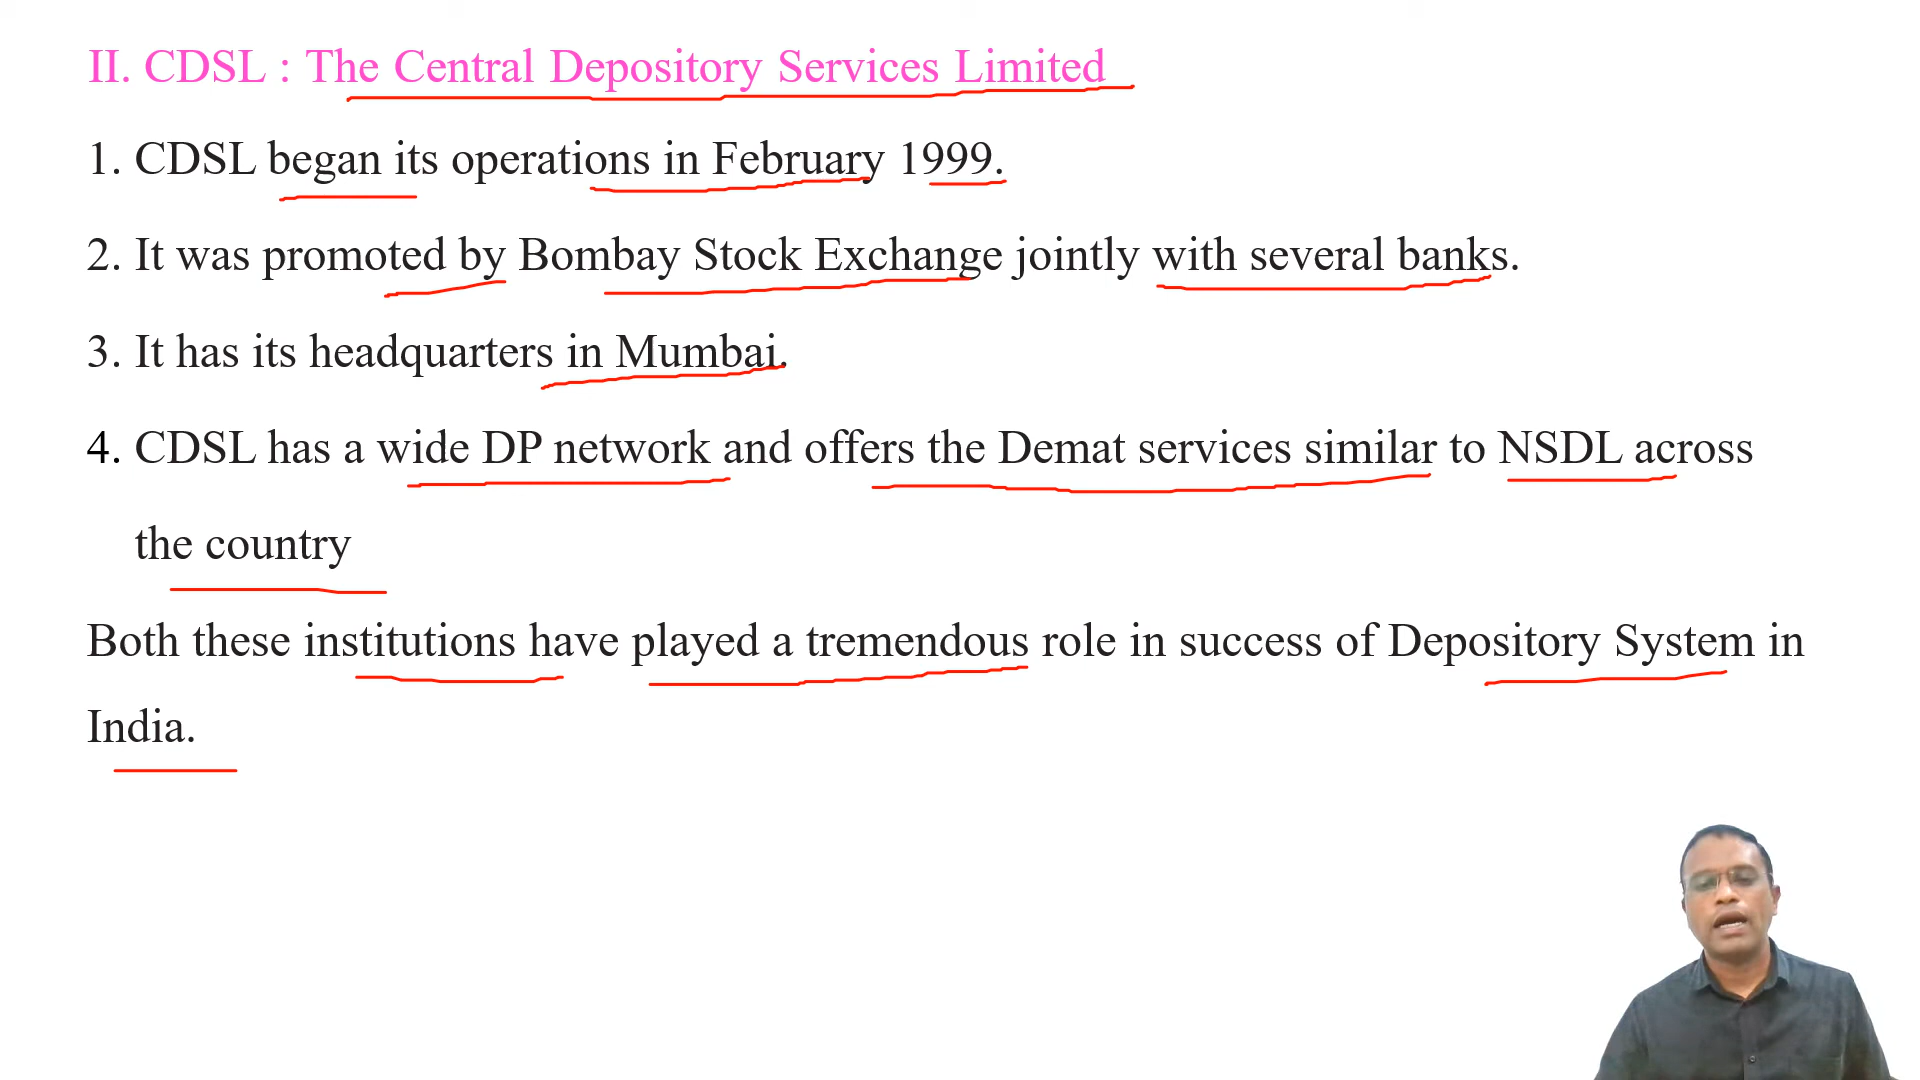 II. CDSL : The Central Depository Services Limited
1. CDSL began its operations in February 1999.
2. It was promoted by Bombay Stock Exchange jointly with several banks.
3. It has its headquarters in Mumbai.
4. CDSL has a wide DP network and offers the Demat services similar to NSDL across
the country
Both these institutions have played a tremendous role in success of Depository System in
India.